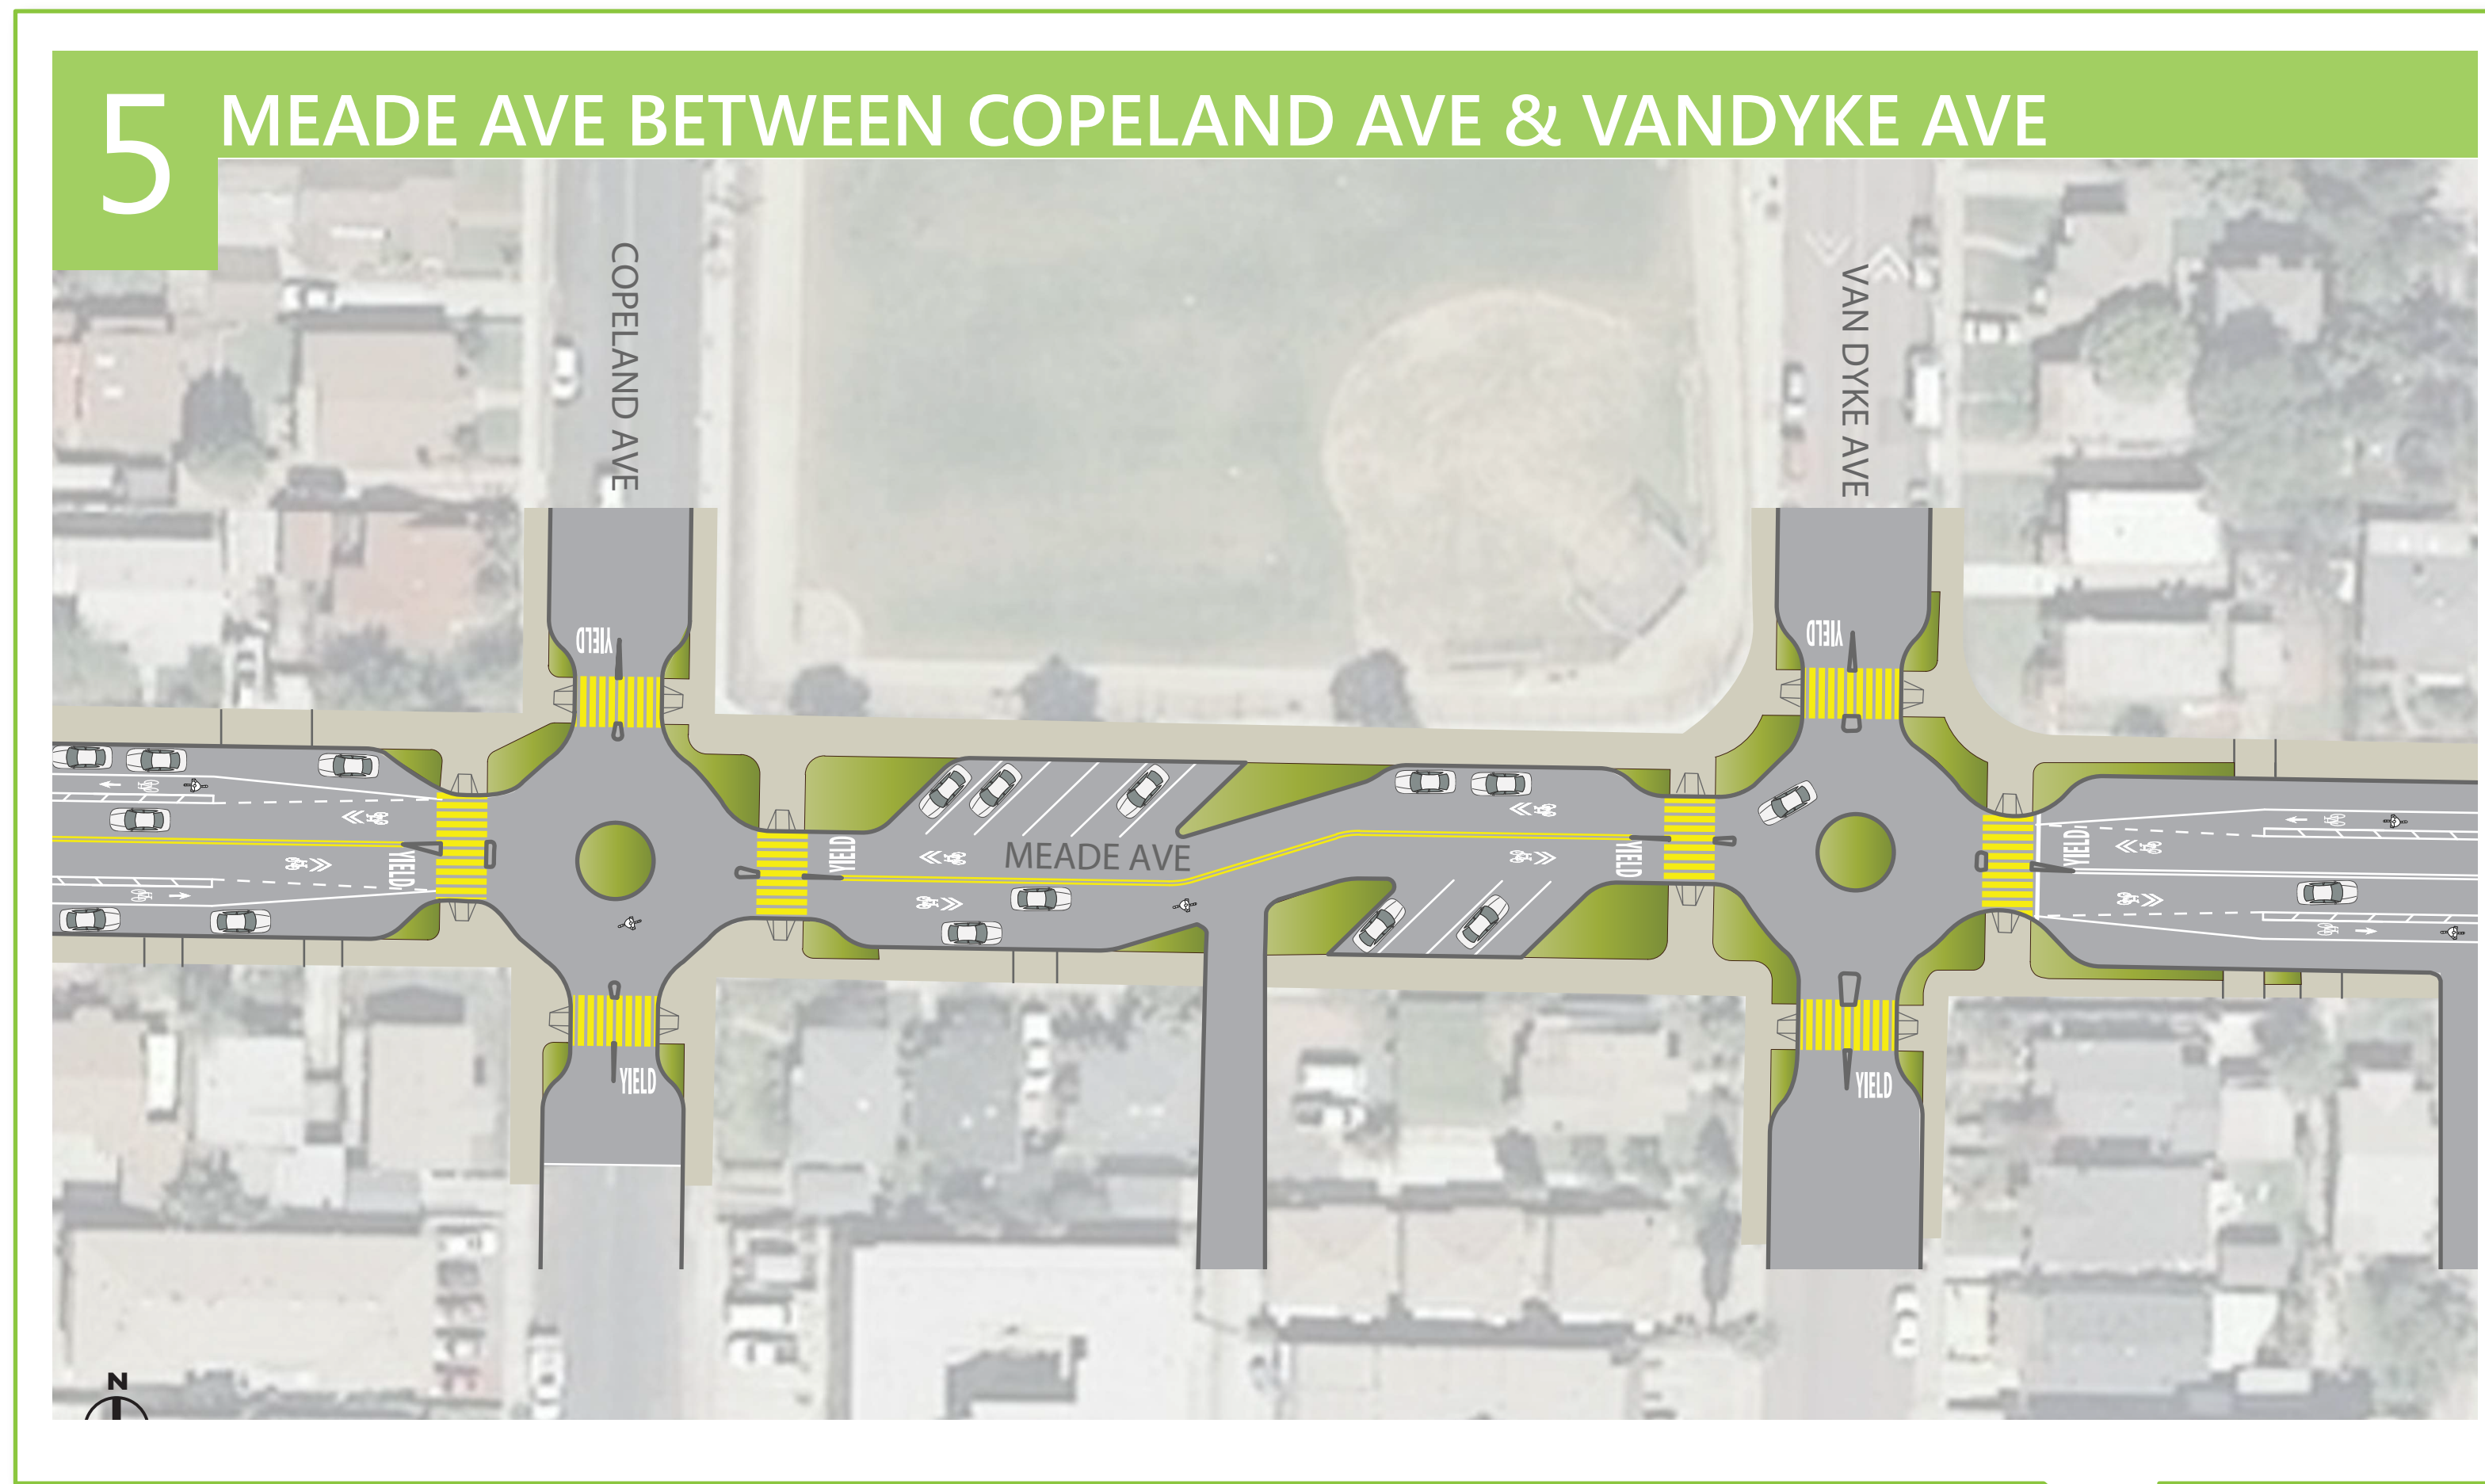 5
MEADE AVE BETWEEN COPELAND AVE & VANDYKE AVE
COPELAND AVE
VAN DYKE AVE
YIELD
YIELD
YIELD
YIELD
MEADE AVE
YIELD
YIELD
YIELD
YIELD
N